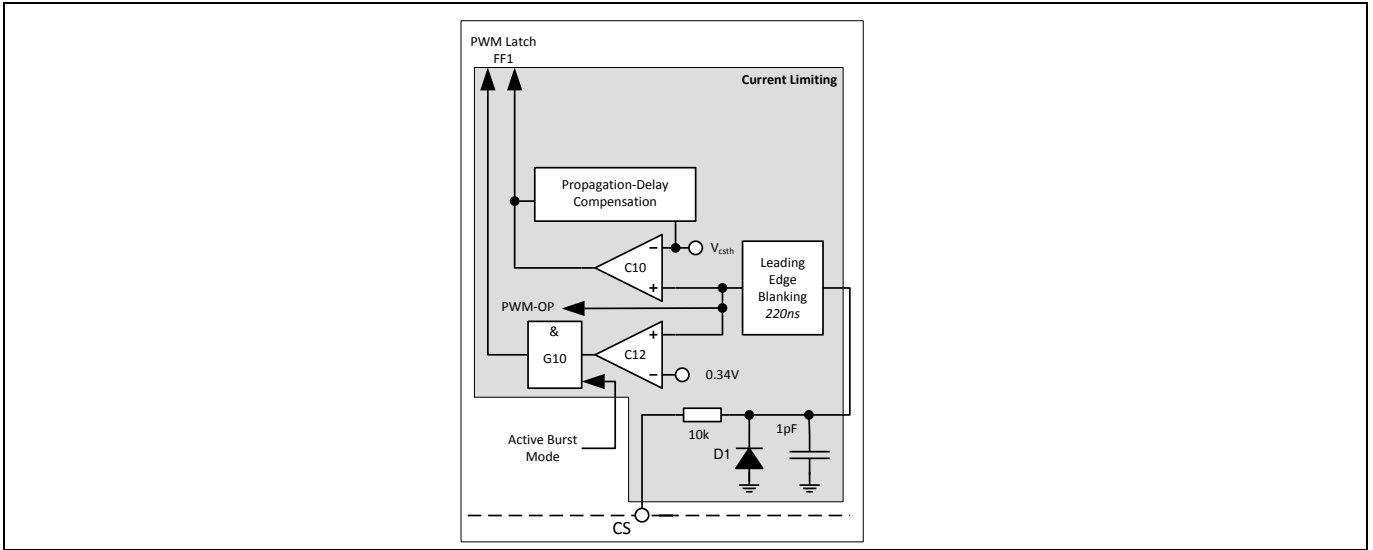 PWM Latch
FF1
Current Limiting
Propagation-Delay
Compensation
−
Vcsth
C10
+
Leading
Edge
Blanking
220ns
PWM-OP
&
G10
+
C12
−
0.34V
10k
1pF
D1
Active Burst
Mode
CS